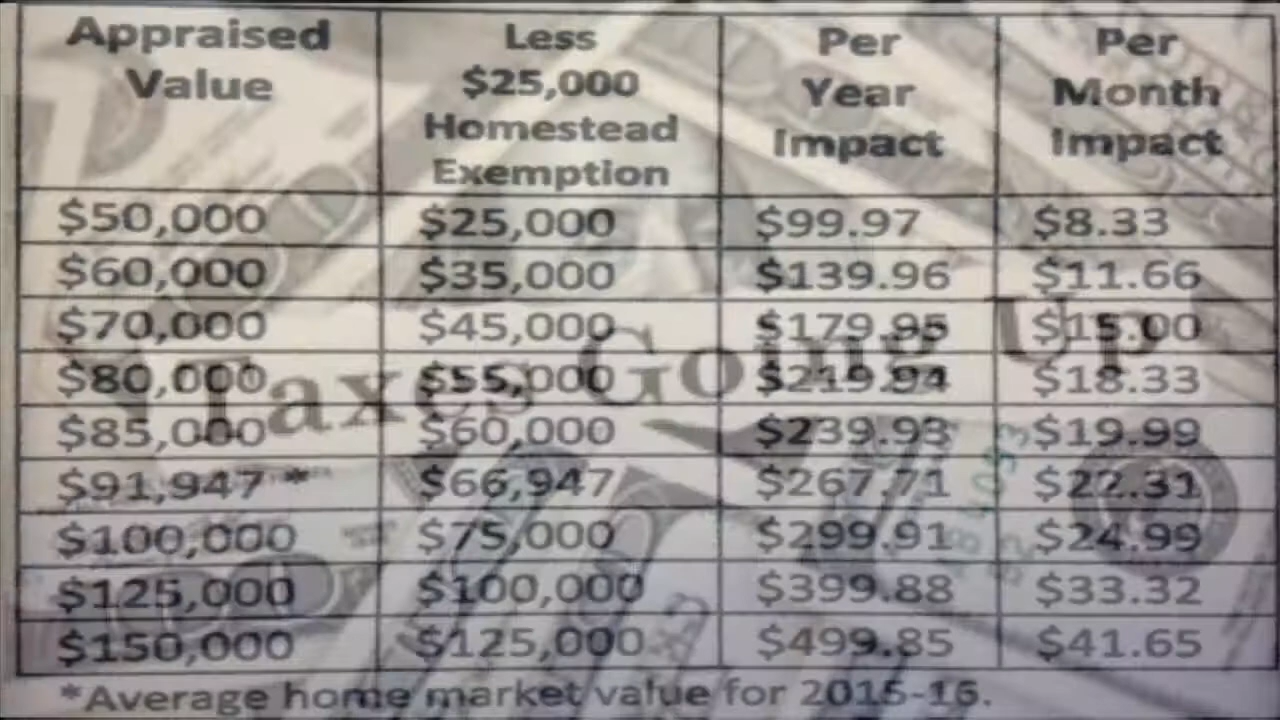 Appraised Value
Less $25,000 Homestead Exemption
Per Year Impact
Per Month Impact
$50,000 $25,000 $99.97 $8.33
$60,000 $35,000 $139.96 $11.66
$70,000 $45,000 $179.95 $15.00
$80,000 $55,000 $219.94 $18.33
$85,000 $60,000 $239.93 $19.99
$91,947 * $66,947 $267.71 $22.31
$100,000 $75,000 $299.91 $24.99
$125,000 $100,000 $399.88 $33.32
$150,000 $125,000 $499.85 $41.65
*Average home market value for 2015-16.
Taxes Going Up